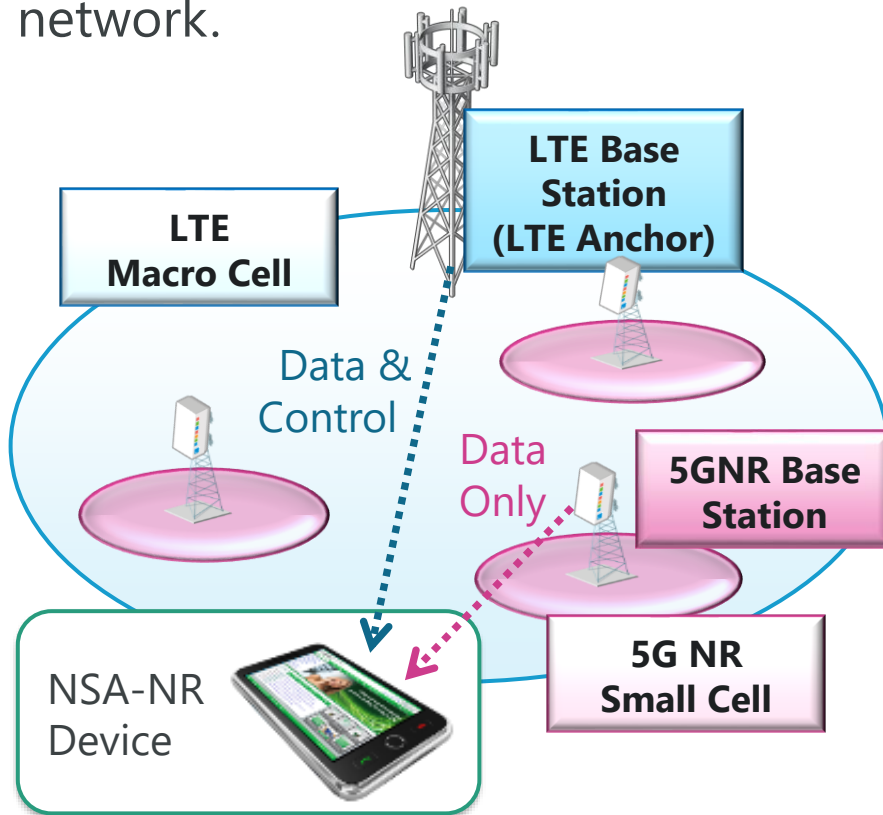 network.
LTE Base
Station
(LTE Anchor)
LTE
Macro Cell
Data &
Control
Data
Only
5GNR Base
Station
5G NR
Small Cell
NSA-NR
Device